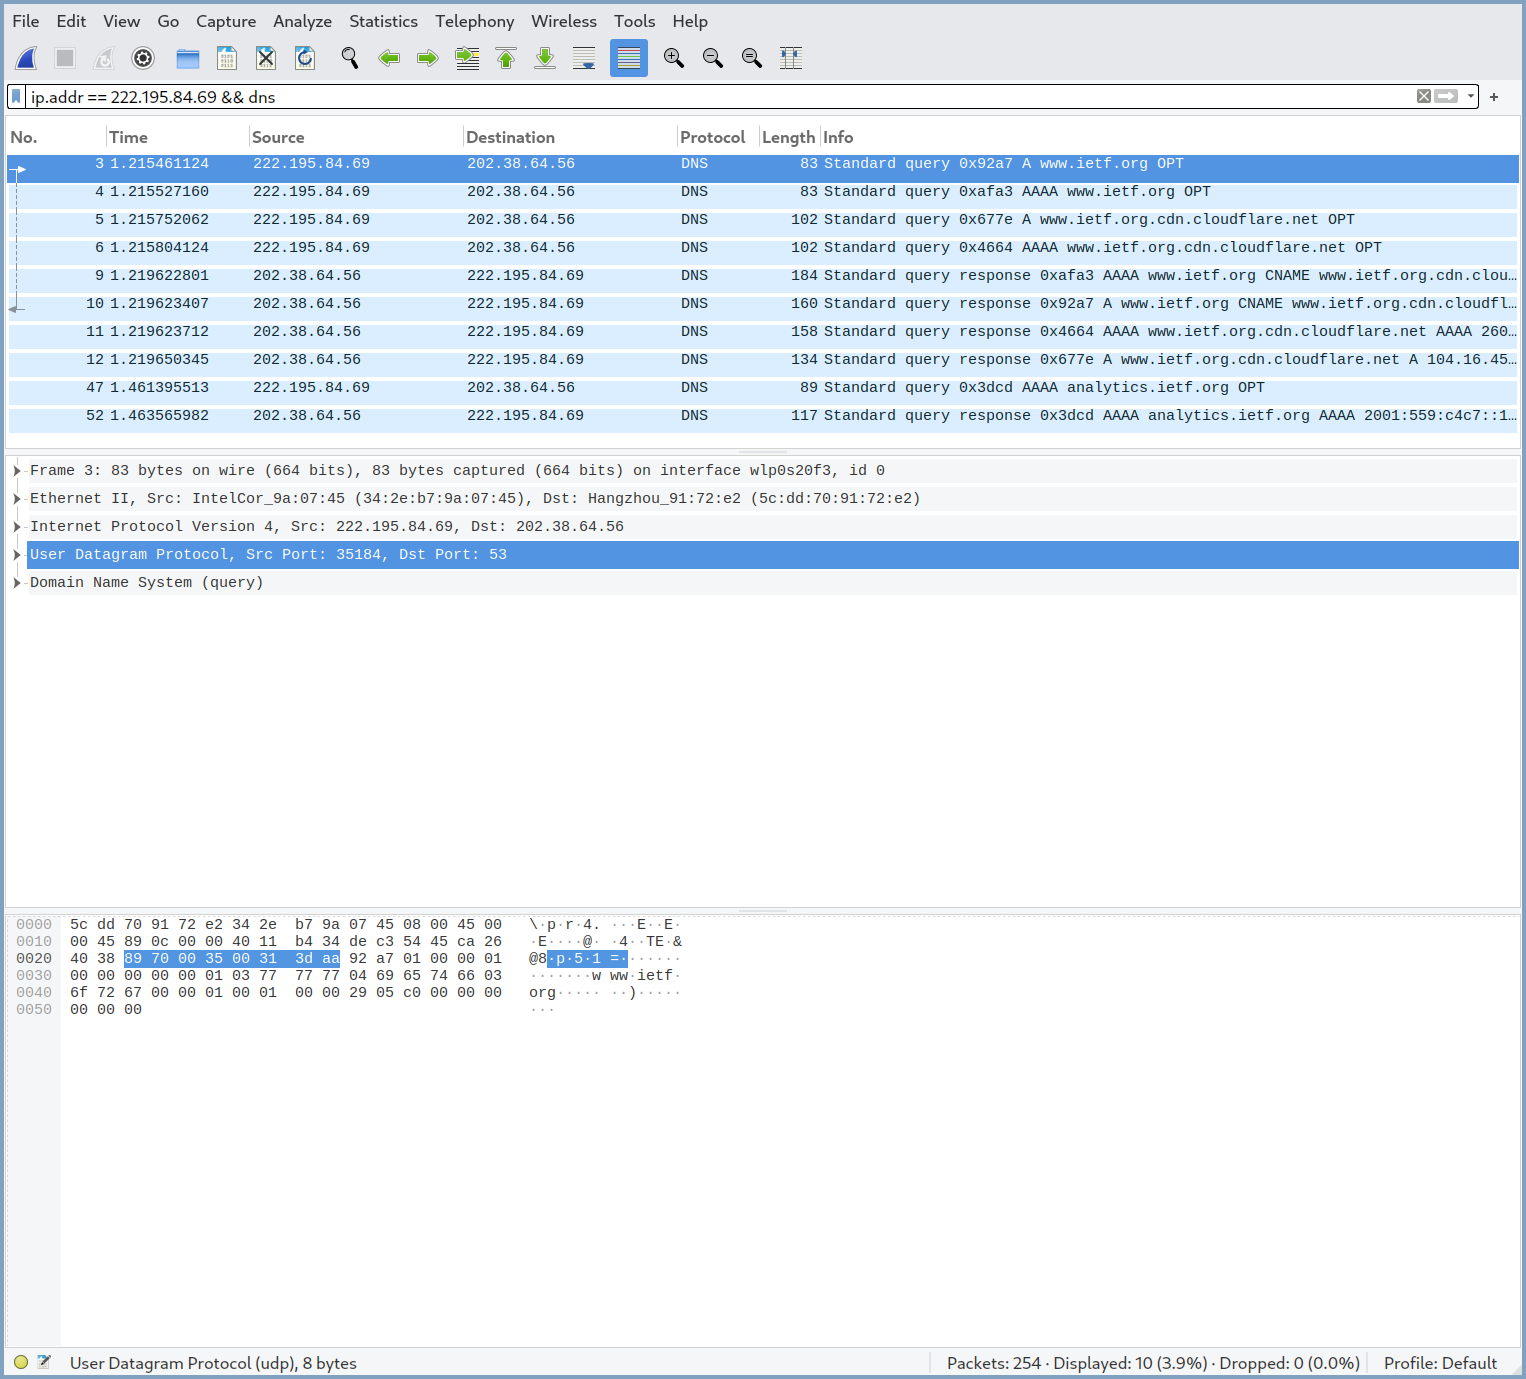 File Edit View Go Capture Analyze Statistics Telephony Wireless Tools Help
ip.addr == 222.195.84.69 && dns
No. Time Source Destination Protocol Length Info
3 1.215461124 222.195.84.69 202.38.64.56 DNS 83 Standard query 0x92a7 A www.ietf.org OPT
4 1.215527160 222.195.84.69 202.38.64.56 DNS 83 Standard query 0xafa3 AAAA www.ietf.org OPT
5 1.215752062 222.195.84.69 202.38.64.56 DNS 102 Standard query 0x677e A www.ietf.org.cdn.cloudflare.net OPT
6 1.215804124 222.195.84.69 202.38.64.56 DNS 102 Standard query 0x4664 AAAA www.ietf.org.cdn.cloudflare.net OPT
9 1.219622801 202.38.64.56 222.195.84.69 DNS 184 Standard query response 0xafa3 AAAA www.ietf.org CNAME www.ietf.org.cdn.clou…
10 1.219623407 202.38.64.56 222.195.84.69 DNS 160 Standard query response 0x92a7 A www.ietf.org CNAME www.ietf.org.cdn.cloudfl…
11 1.219623712 202.38.64.56 222.195.84.69 DNS 158 Standard query response 0x4664 AAAA www.ietf.org.cdn.cloudflare.net AAAA 260…
12 1.219650345 202.38.64.56 222.195.84.69 DNS 134 Standard query response 0x677e A www.ietf.org.cdn.cloudflare.net A 104.16.45…
47 1.461395513 222.195.84.69 202.38.64.56 DNS 89 Standard query 0x3dcd AAAA analytics.ietf.org OPT
52 1.463565982 202.38.64.56 222.195.84.69 DNS 117 Standard query response 0x3dcd AAAA analytics.ietf.org AAAA 2001:559:c4c7::1…
Frame 3: 83 bytes on wire (664 bits), 83 bytes captured (664 bits) on interface wlp0s20f3, id 0
Ethernet II, Src: IntelCor_9a:07:45 (34:2e:b7:9a:07:45), Dst: Hangzhou_91:72:e2 (5c:dd:70:91:72:e2)
Internet Protocol Version 4, Src: 222.195.84.69, Dst: 202.38.64.56
User Datagram Protocol, Src Port: 35184, Dst Port: 53
Domain Name System (query)
0000 5c dd 70 91 72 e2 34 2e b7 9a 07 45 08 00 45 00 \·p·r·4. ···E··E·
0010 00 45 89 0c 00 00 40 11 b4 34 de c3 54 45 ca 26 ·E····@· ·4··TE·&
0020 40 38 89 70 00 35 00 31 3d aa 92 a7 01 00 00 01 @8·p·5·1 =·······
0030 00 00 00 00 00 01 03 77 77 77 04 69 65 74 66 03 ·······w ww·ietf·
0040 6f 72 67 00 00 01 00 01 00 00 29 05 c0 00 00 00 org····· ··)·····
0050 00 00 00 ···
User Datagram Protocol (udp), 8 bytes Packets: 254 · Displayed: 10 (3.9%) · Dropped: 0 (0.0%) Profile: Default